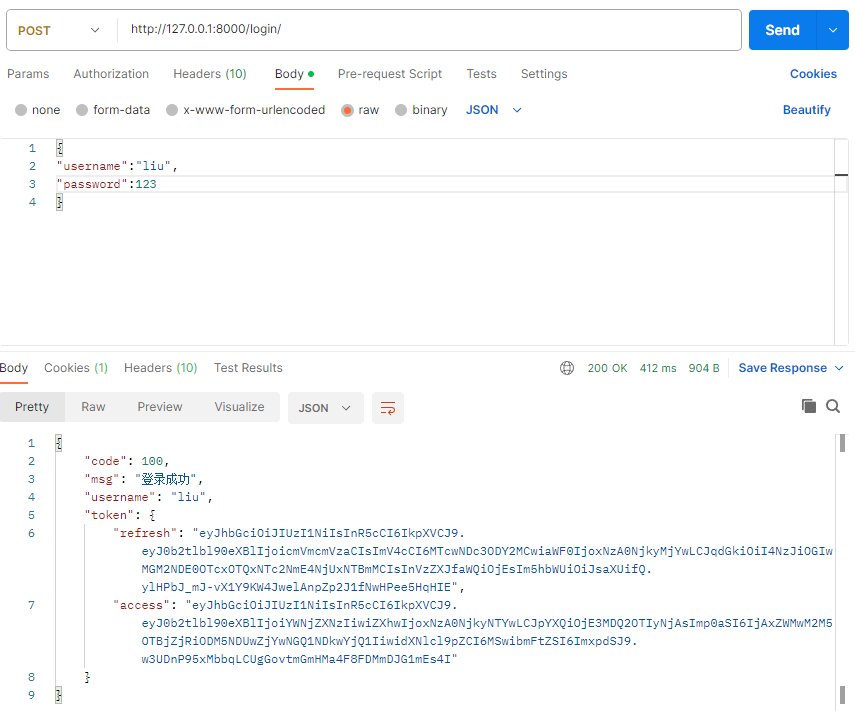 POST http://127.0.0.1:8000/login/ Send
Params Authorization Headers (10) Body Pre-request Script Tests Settings Cookies
none form-data x-www-form-urlencoded raw binary JSON Beautify
1 {
2 "username":"liu",
3 "password":123
4 }
Body Cookies (1) Headers (10) Test Results 200 OK 412 ms 904 B Save Response
Pretty Raw Preview Visualize JSON
1 {
2 "code": 100,
3 "msg": "登录成功",
4 "username": "liu",
5 "token": {
6 "refresh": "eyJhbGciOiJIUzI1NiIsInR5cCI6IkpXVCJ9.
eyJ0b2tlbl90eXBlIjoicmVmcmVzaCIsImV4cCI6MTcwNDc3ODY2MCwiaWF0IjoxNzA0NjkyMjYwLCJqdGkiOiI4NzJiOGIw
MGM2NDE0OTcxOTQxNTc2NmE4NjUxNTBmMCIsInVzZXJfaWQiOjEsIm5hbWUiOiJsaXUifQ.
ylHPbJ_mJ-vX1Y9KW4JwelAnpZp2J1fNwHPee5HqHIE",
7 "access": "eyJhbGciOiJIUzI1NiIsInR5cCI6IkpXVCJ9.
eyJ0b2tlbl90eXBlIjoiYWNjZXNzIiwiZXhwIjoxNzA0NjkyNTYwLCJpYXQiOjE3MDQ2OTIyNjAsImp0aSI6IjAxZWMwM2M5
OTBjZjRiODM5NDUwZjYwNGQ1NDkwYjQ1IiwidXNlcl9pZCI6MSwibmFtZSI6ImxpdSJ9.
w3UDnP95xMbbqLCUgGovtmGmHMa4F8FDMmDJG1mEs4I"
8 }
9 }